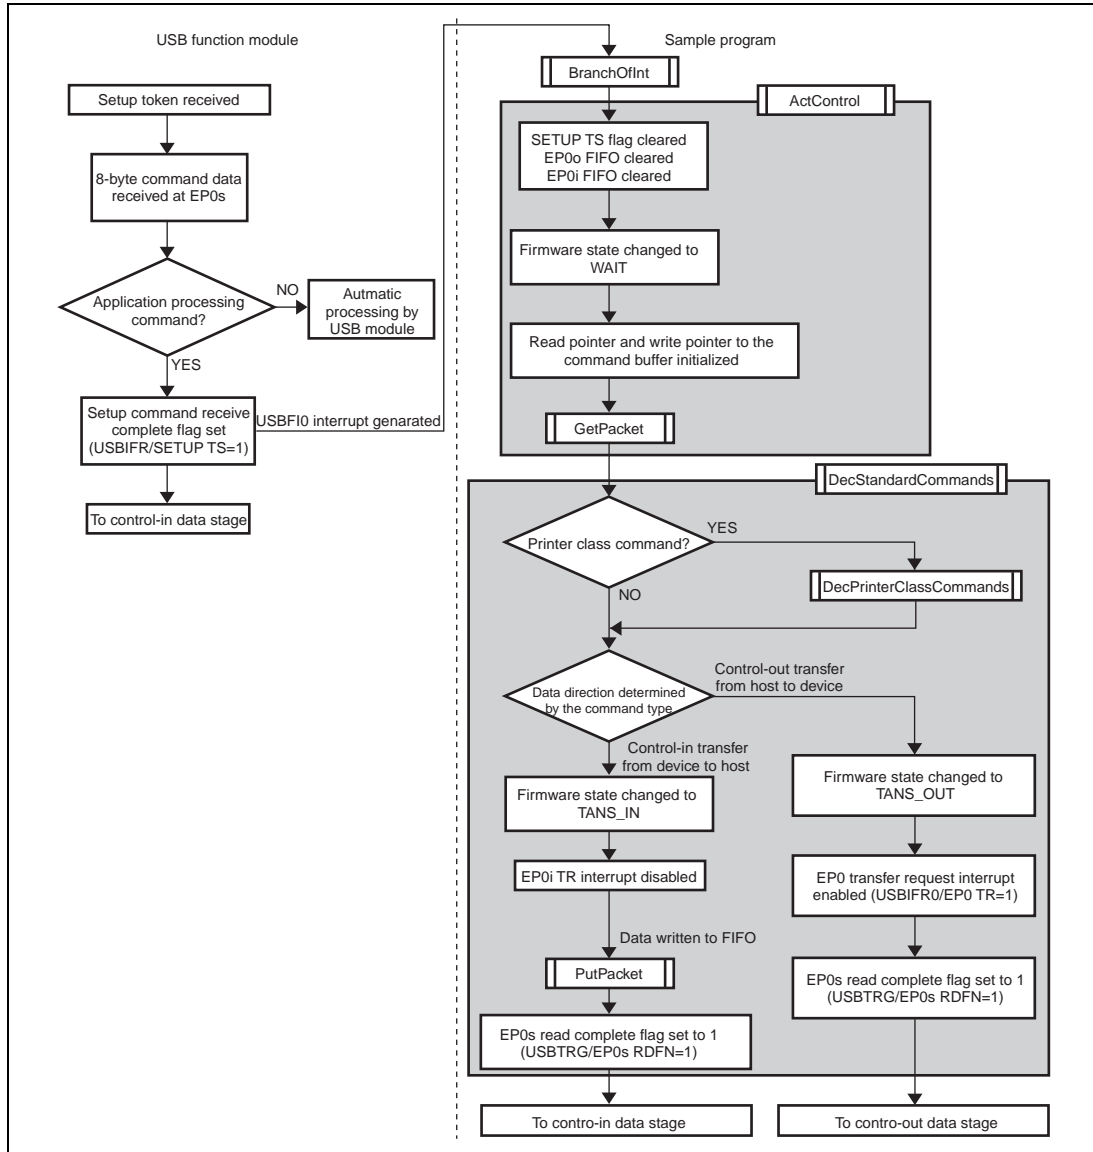 USB function module
Setup token received
8-byte command data
received at EP0s
Application processing
command?
NO
Autmatic
processing by
USB module
YES
Setup command receive
complete flag set
(USBIFR/SETUP TS=1)
USBFI0 interrupt genarated
To control-in data stage
Sample program
BranchOfInt
ActControl
SETUP TS flag cleared
EP0o FIFO cleared
EP0i FIFO cleared
Firmware state changed to
WAIT
Read pointer and write pointer to the
command buffer initialized
GetPacket
DecStandardCommands
Printer class command?
YES
DecPrinterClassCommands
NO
Data direction determined
by the command type
Control-out transfer
from host to device
Control-in transfer
from device to host
Firmware state changed to
TANS_IN
EP0i TR interrupt disabled
Data written to FIFO
PutPacket
EP0s read complete flag set to 1
(USBTRG/EP0s RDFN=1)
To contro-in data stage
Firmware state changed to
TANS_OUT
EP0 transfer request interrupt
enabled (USBIFR0/EP0 TR=1)
EP0s read complete flag set to 1
(USBTRG/EP0s RDFN=1)
To contro-out data stage